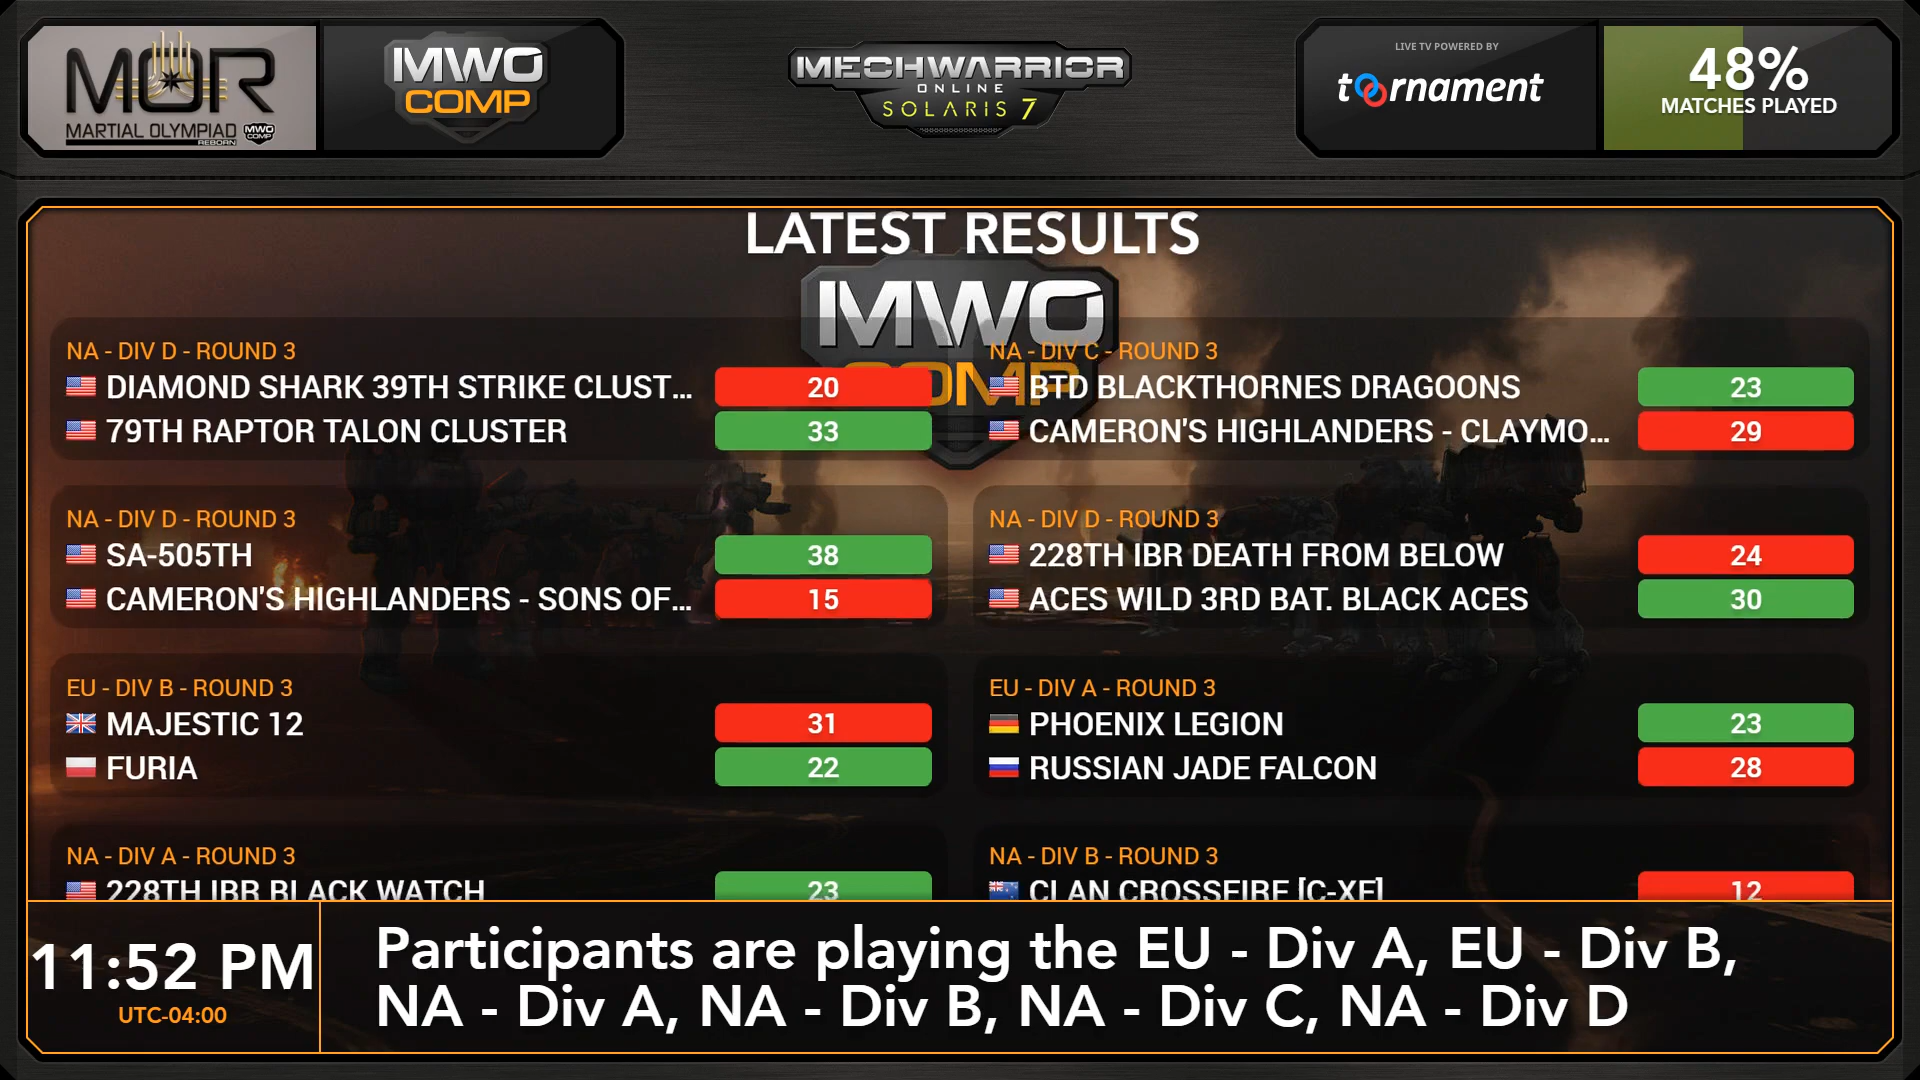 MOR
MARTIAL OLYMPIAD MWO COMP
REBORN
MWO
COMP
MECHWARRIOR
ONLINE
SOLARIS 7
LIVE TV POWERED BY
toornament
48%
MATCHES PLAYED
LATEST RESULTS
MWO
COMP
NA - DIV D - ROUND 3
DIAMOND SHARK 39TH STRIKE CLUST... 20
79TH RAPTOR TALON CLUSTER 33
NA - DIV C - ROUND 3
BTD BLACKTHORNES DRAGOONS 23
CAMERON'S HIGHLANDERS - CLAYMO... 29
NA - DIV D - ROUND 3
SA-505TH 38
CAMERON'S HIGHLANDERS - SONS OF... 15
NA - DIV D - ROUND 3
228TH IBR DEATH FROM BELOW 24
ACES WILD 3RD BAT. BLACK ACES 30
EU - DIV B - ROUND 3
MAJESTIC 12 31
FURIA 22
EU - DIV A - ROUND 3
PHOENIX LEGION 23
RUSSIAN JADE FALCON 28
NA - DIV A - ROUND 3
228TH IBR BLACK WATCH 23
NA - DIV B - ROUND 3
CLAN CROSSFIRE [C-XF] 12
11:52 PM
UTC-04:00
Participants are playing the EU - Div A, EU - Div B,
NA - Div A, NA - Div B, NA - Div C, NA - Div D